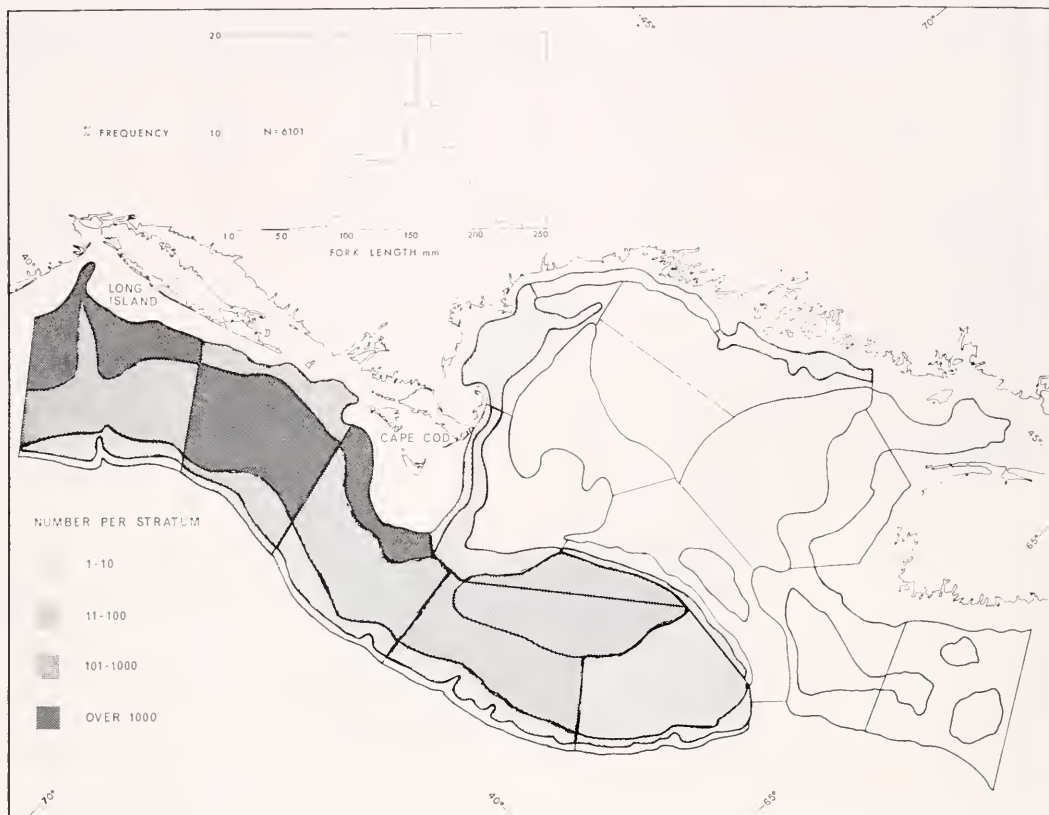 45°
70°
20
% FREQUENCY 10 N=6101
10 50 100 150 200 250
FORK LENGTH mm
40°
LONG
ISLAND
CAPE COD
45°
NUMBER PER STRATUM
1-10
11-100
101-1000
OVER 1000
65°
70°
40°
65°